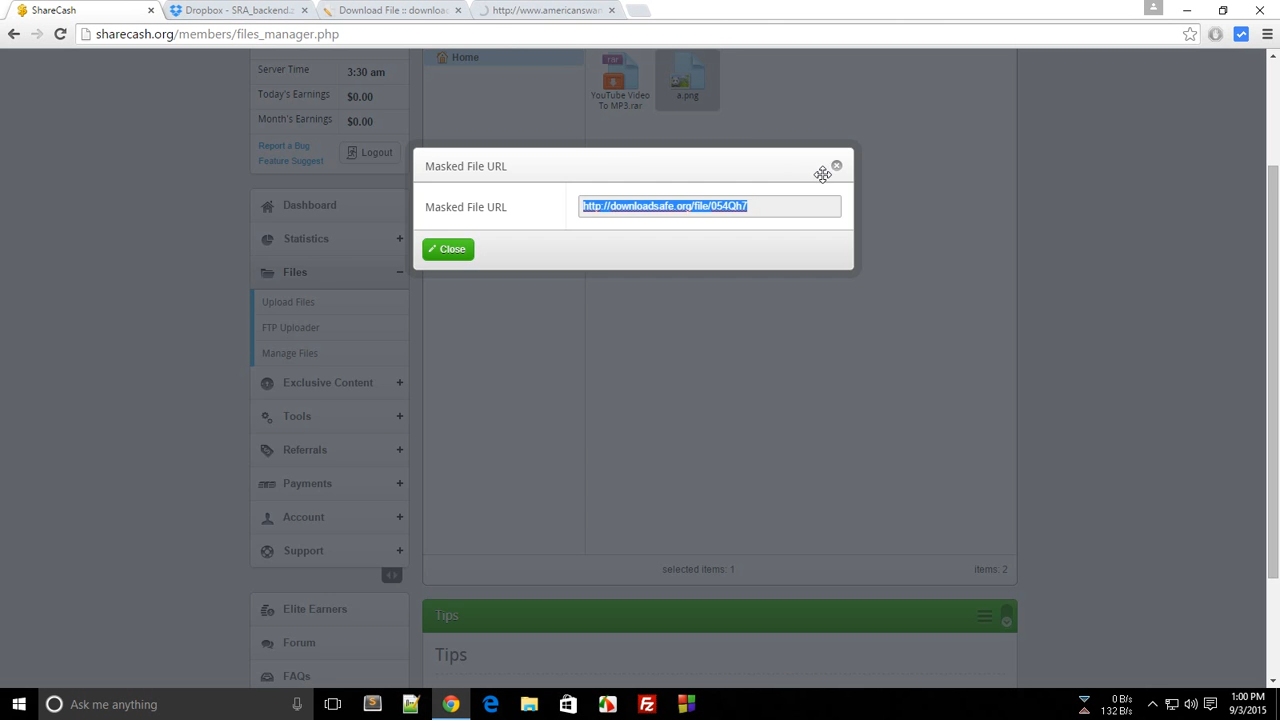 ShareCash
Dropbox - SRA_backend.s
Download File :: downloa
http://www.americanswan
sharecash.org/members/files_manager.php
Server Time 3:30 am
Today's Earnings $0.00
Month's Earnings $0.00
Report a Bug
Feature Suggest
Logout
Home
rar
YouTube Video
To MP3.rar
a.png
Masked File URL
Masked File URL http://downloadsafe.org/file/054Qh7
Close
Dashboard
Statistics +
Files −
Upload Files
FTP Uploader
Manage Files
Exclusive Content +
Tools +
Referrals +
Payments +
Account +
Support +
selected items: 1 items: 2
Elite Earners
Forum
FAQs
Tips
Tips
Ask me anything
0 B/s
132 B/s
1:00 PM
9/3/2015